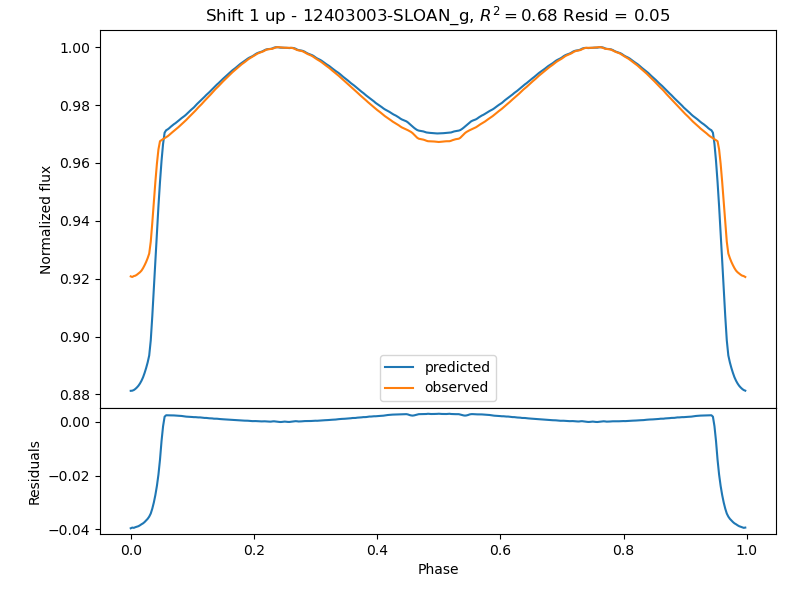 Shift 1 up - 12403003-SLOAN_g, R² = 0.68 Resid = 0.05
1.00
0.98
0.96
0.94
0.92
0.90
0.88
Normalized flux
predicted
observed
0.00
−0.02
−0.04
Residuals
0.0 0.2 0.4 0.6 0.8 1.0
Phase